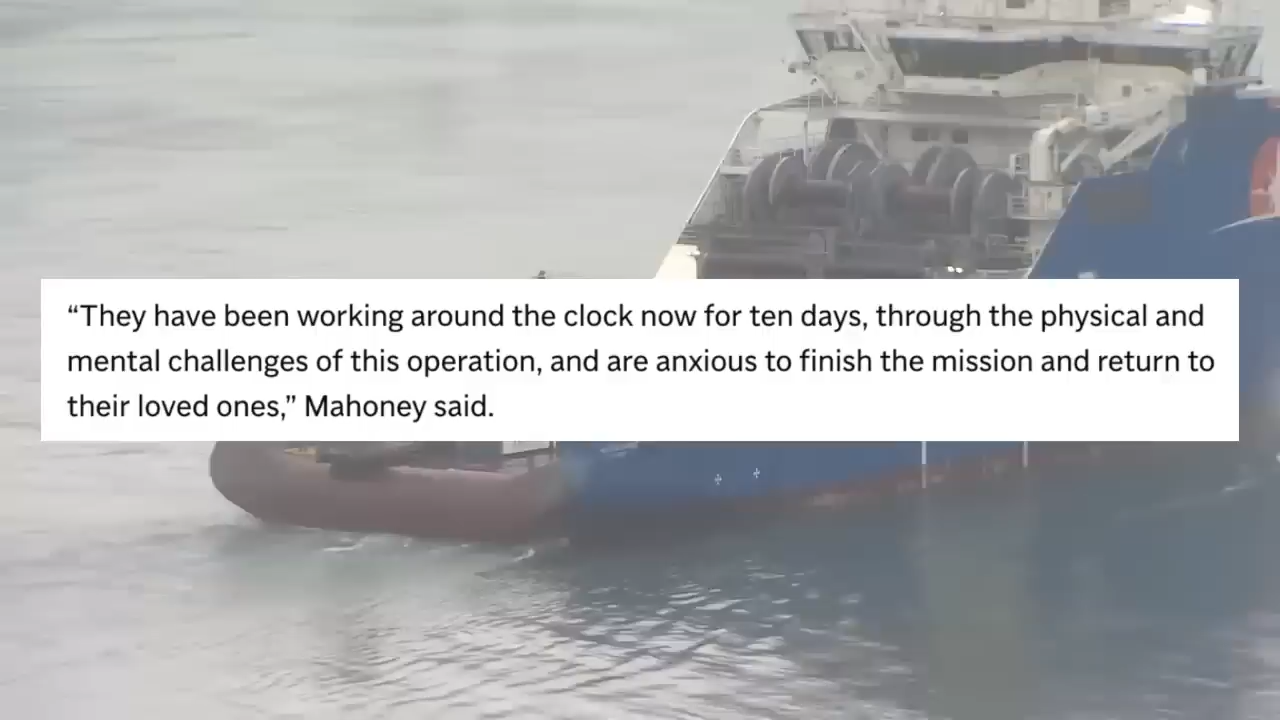 “They have been working around the clock now for ten days, through the physical and
mental challenges of this operation, and are anxious to finish the mission and return to
their loved ones,” Mahoney said.